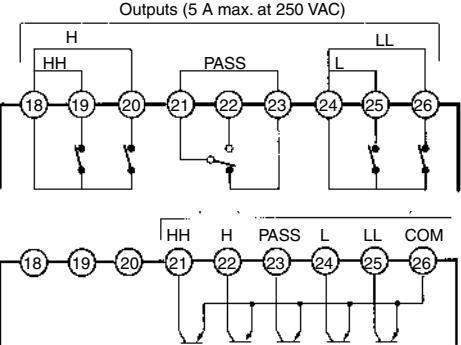 Outputs (5 A max. at 250 VAC)
H LL
HH PASS L
18 19 20 21 22 23 24 25 26
HH H PASS L LL COM
18 19 20 21 22 23 24 25 26